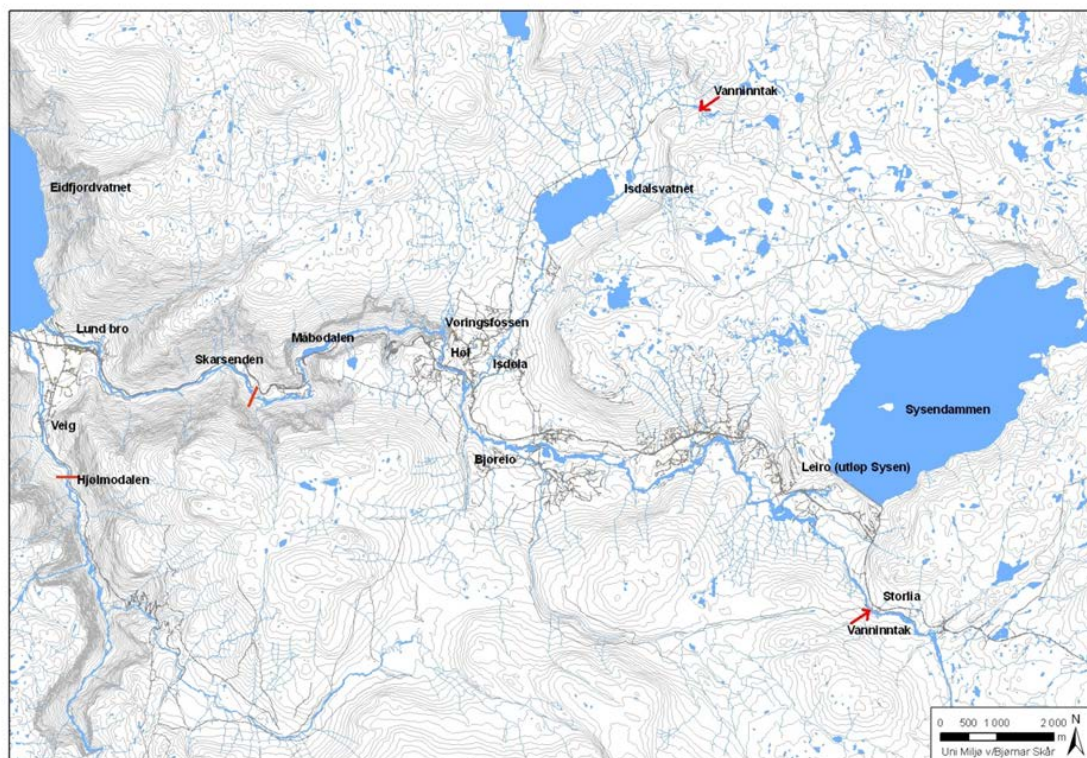 Vanninntak
Eidfjordvatnet
Isdalsvatnet
Voringsfossen
Lund bro
Måbødalen
Høl
Skarsenden
Isdøla
Sysendammen
Veig
Bjoreio
Leiro (utløp Sysen)
Hjølmodalen
Storlia
Vanninntak
0 500 1 000 2 000
m
N
Uni Miljø v/Bjørnar Skår